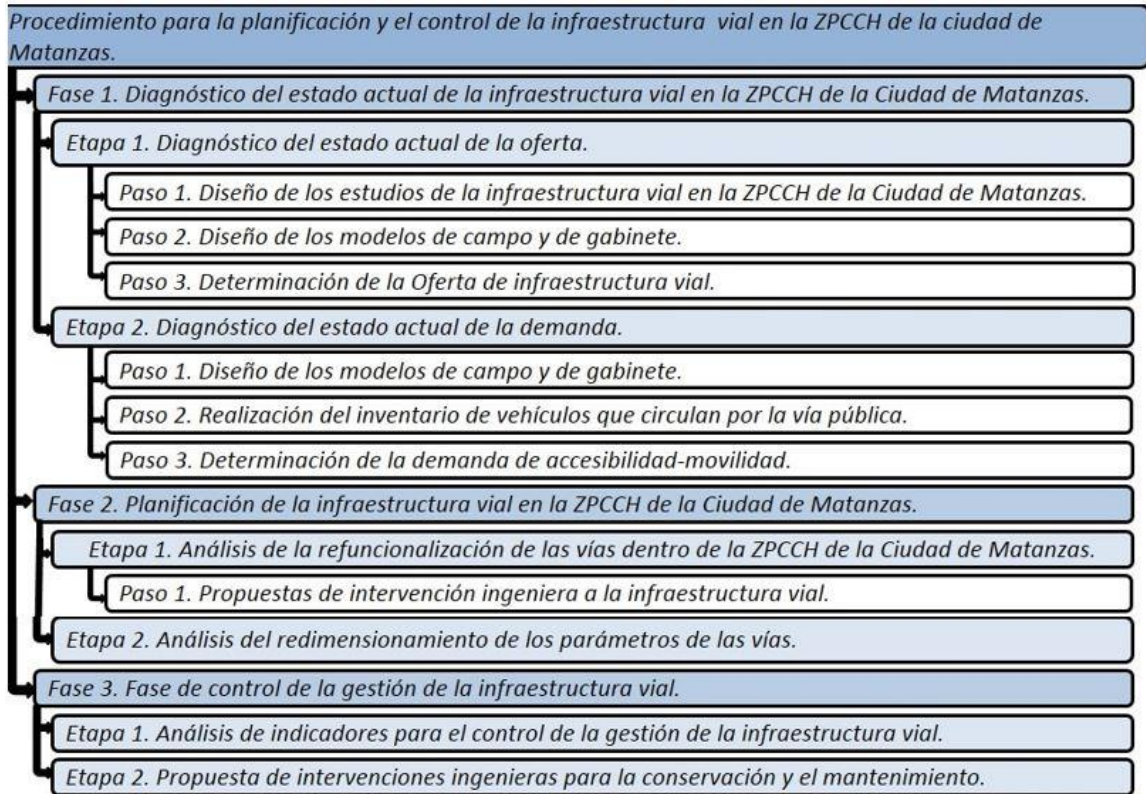 Procedimiento para la planificación y el control de la infraestructura vial en la ZPCCH de la ciudad de
Matanzas.
Fase 1. Diagnóstico del estado actual de la infraestructura vial en la ZPCCH de la Ciudad de Matanzas.
Etapa 1. Diagnóstico del estado actual de la oferta.
Paso 1. Diseño de los estudios de la infraestructura vial en la ZPCCH de la Ciudad de Matanzas.
Paso 2. Diseño de los modelos de campo y de gabinete.
Paso 3. Determinación de la Oferta de infraestructura vial.
Etapa 2. Diagnóstico del estado actual de la demanda.
Paso 1. Diseño de los modelos de campo y de gabinete.
Paso 2. Realización del inventario de vehículos que circulan por la vía pública.
Paso 3. Determinación de la demanda de accesibilidad-movilidad.
Fase 2. Planificación de la infraestructura vial en la ZPCCH de la Ciudad de Matanzas.
Etapa 1. Análisis de la refuncionalización de las vías dentro de la ZPCCH de la Ciudad de Matanzas.
Paso 1. Propuestas de intervención ingeniera a la infraestructura vial.
Etapa 2. Análisis del redimensionamiento de los parámetros de las vías.
Fase 3. Fase de control de la gestión de la infraestructura vial.
Etapa 1. Análisis de indicadores para el control de la gestión de la infraestructura vial.
Etapa 2. Propuesta de intervenciones ingenieras para la conservación y el mantenimiento.